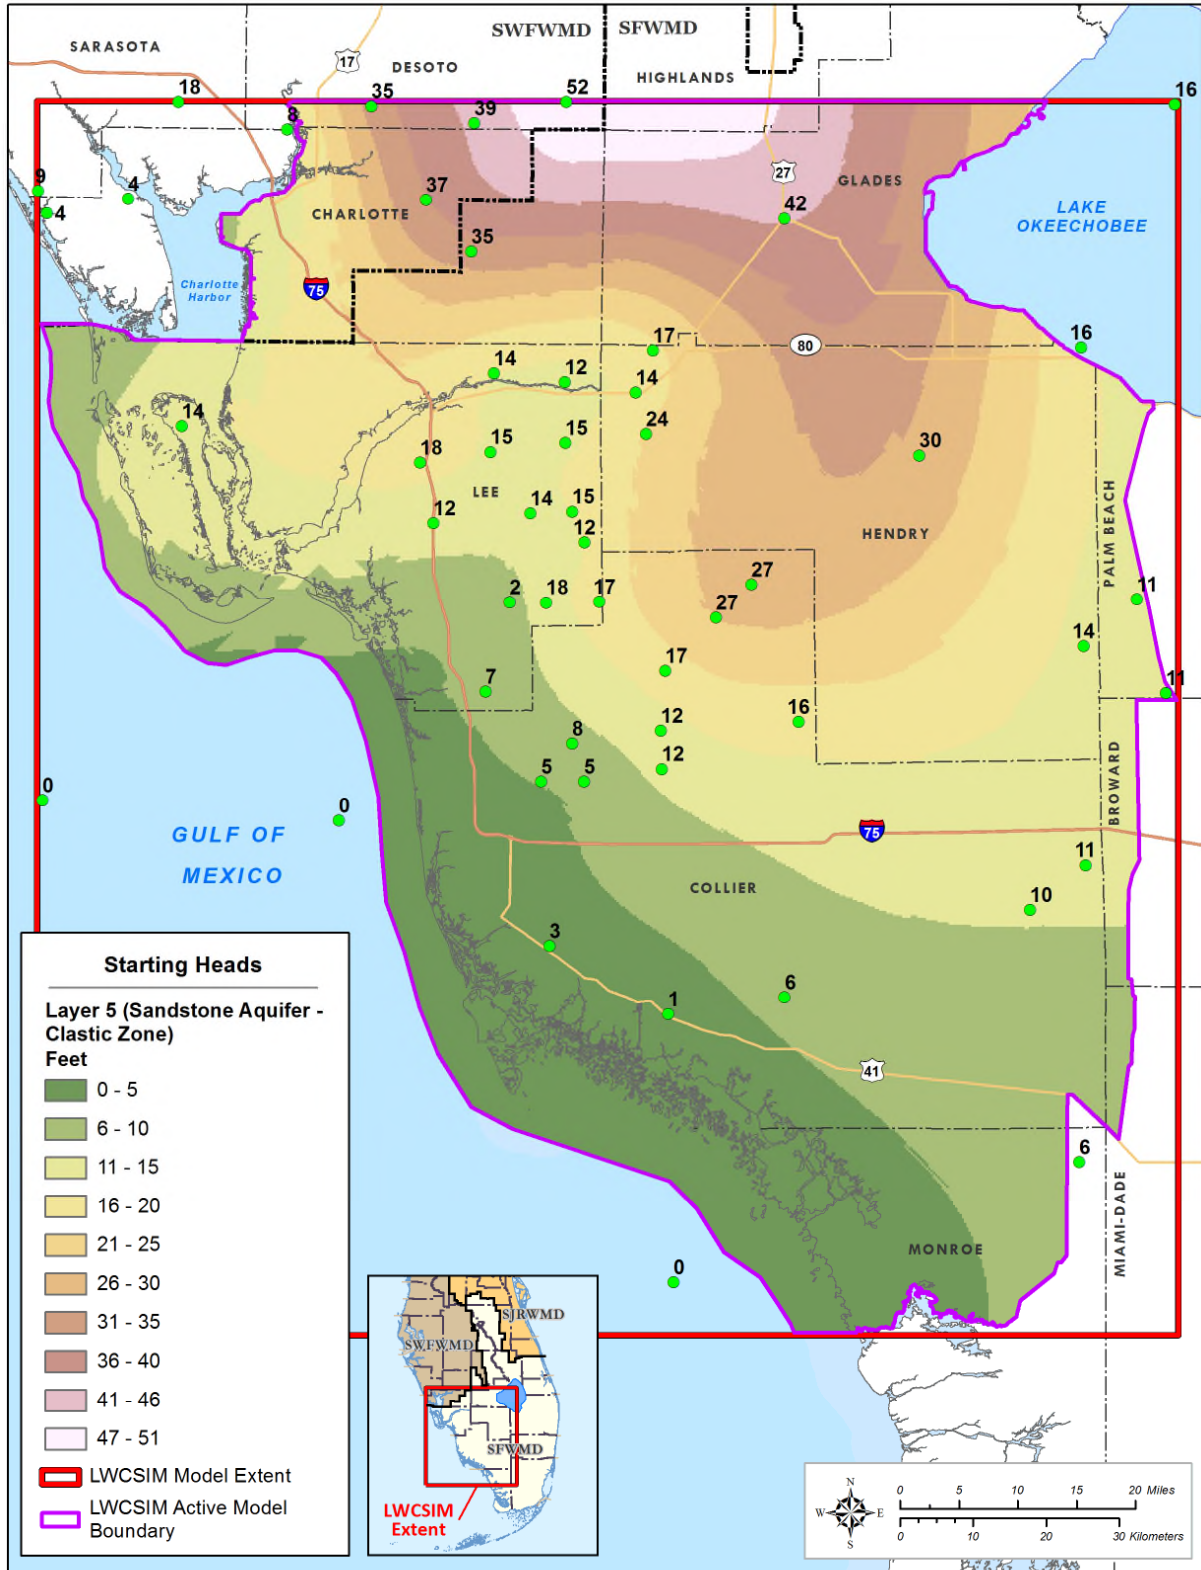 SWFWMD
SFWMD
SARASOTA
17
DESOTO
HIGHLANDS
18
35
52
16
39
8
27
9
4
37
GLADES
4
CHARLOTTE
42
LAKE
OKEECHOBEE
35
Charlotte
Harbor
75
17
80
16
14
12
14
14
24
15
15
30
18
LEE
14
15
12
12
HENDRY
PALM BEACH
27
2
18
17
27
11
14
17
7
11
16
12
8
12
5
5
0
0
BROWARD
GULF OF
MEXICO
75
11
COLLIER
10
3
6
1
41
6
MIAMI-DADE
MONROE
0
Starting Heads
Layer 5 (Sandstone Aquifer -
Clastic Zone)
Feet
0 - 5
6 - 10
11 - 15
16 - 20
21 - 25
26 - 30
31 - 35
36 - 40
41 - 46
47 - 51
LWCSIM Model Extent
LWCSIM Active Model
Boundary
SJRWMD
SWFWMD
SFWMD
LWCSIM
Extent
N
W E
S
0 5 10 15 20 Miles
0 10 20 30 Kilometers